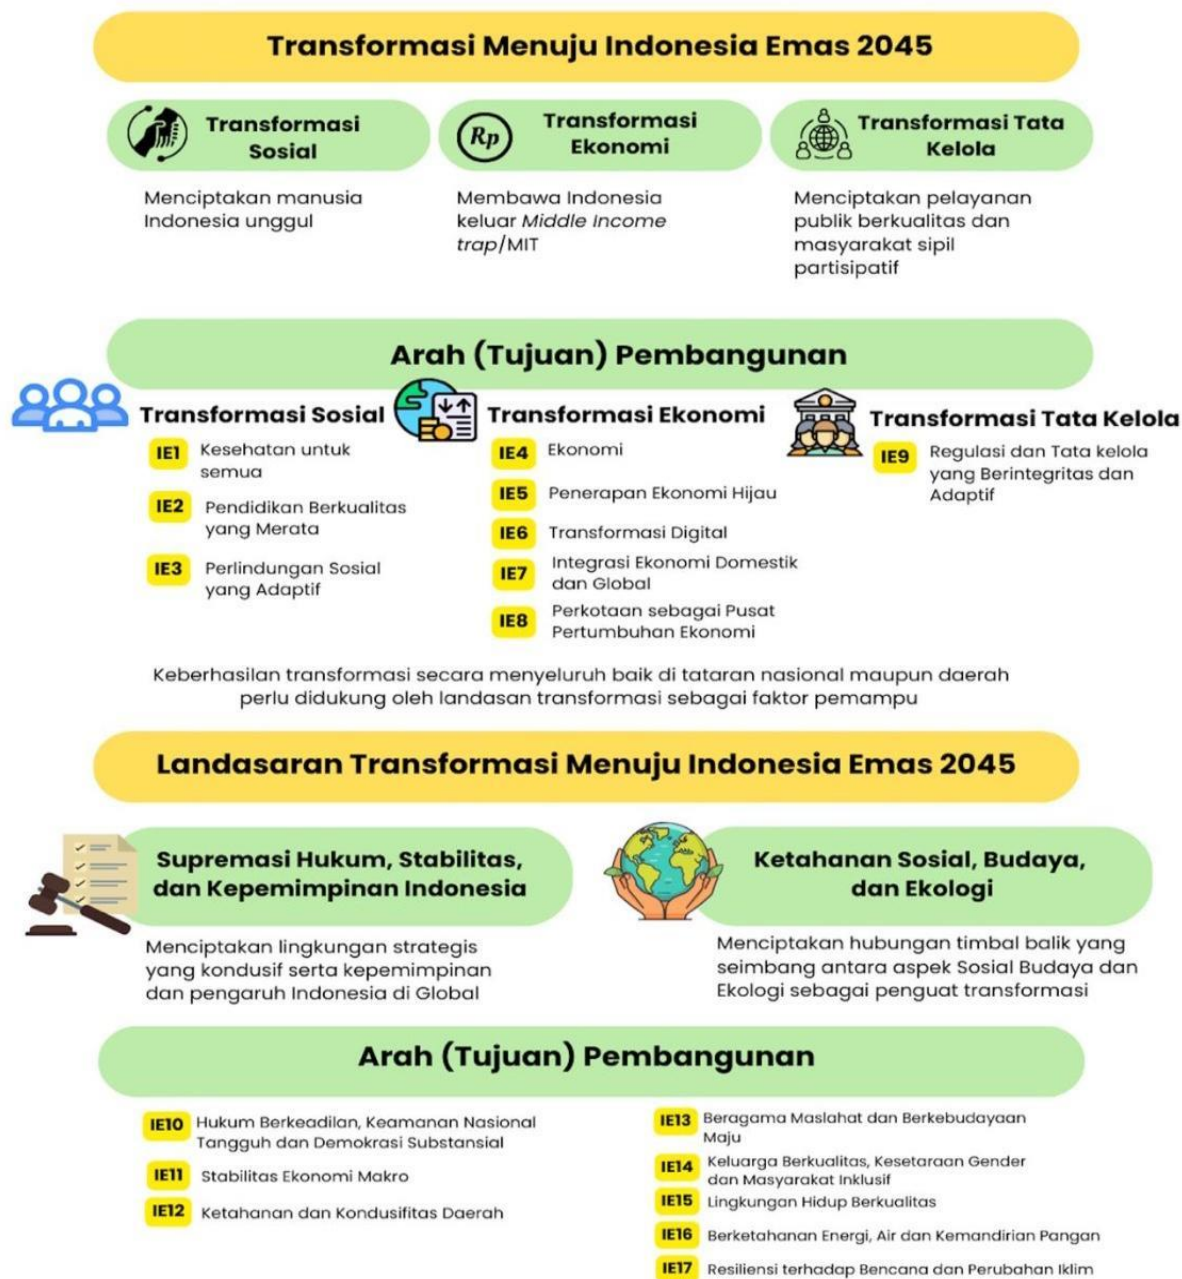 Transformasi Menuju Indonesia Emas 2045
Transformasi
Sosial
Menciptakan manusia
Indonesia unggul
Rp
Transformasi
Ekonomi
Membawa Indonesia
keluar Middle Income
trap/MIT
Transformasi Tata
Kelola
Menciptakan pelayanan
publik berkualitas dan
masyarakat sipil
partisipatif
Arah (Tujuan) Pembangunan
Transformasi Sosial
IE1 Kesehatan untuk
semua
IE2 Pendidikan Berkualitas
yang Merata
IE3 Perlindungan Sosial
yang Adaptif
Transformasi Ekonomi
IE4 Ekonomi
IE5 Penerapan Ekonomi Hijau
IE6 Transformasi Digital
IE7 Integrasi Ekonomi Domestik
dan Global
IE8 Perkotaan sebagai Pusat
Pertumbuhan Ekonomi
Transformasi Tata Kelola
IE9 Regulasi dan Tata kelola
yang Berintegritas dan
Adaptif
Keberhasilan transformasi secara menyeluruh baik di tataran nasional maupun daerah
perlu didukung oleh landasan transformasi sebagai faktor pemampu
Landasaran Transformasi Menuju Indonesia Emas 2045
Supremasi Hukum, Stabilitas,
dan Kepemimpinan Indonesia
Menciptakan lingkungan strategis
yang kondusif serta kepemimpinan
dan pengaruh Indonesia di Global
Ketahanan Sosial, Budaya,
dan Ekologi
Menciptakan hubungan timbal balik yang
seimbang antara aspek Sosial Budaya dan
Ekologi sebagai penguat transformasi
Arah (Tujuan) Pembangunan
IE10 Hukum Berkeadilan, Keamanan Nasional
Tangguh dan Demokrasi Substansial
IE11 Stabilitas Ekonomi Makro
IE12 Ketahanan dan Kondusifitas Daerah
IE13 Beragama Maslahat dan Berkebudayaan
Maju
IE14 Keluarga Berkualitas, Kesetaraan Gender
dan Masyarakat Inklusif
IE15 Lingkungan Hidup Berkualitas
IE16 Berketahanan Energi, Air dan Kemandirian Pangan
IE17 Resiliensi terhadap Bencana dan Perubahan Iklim